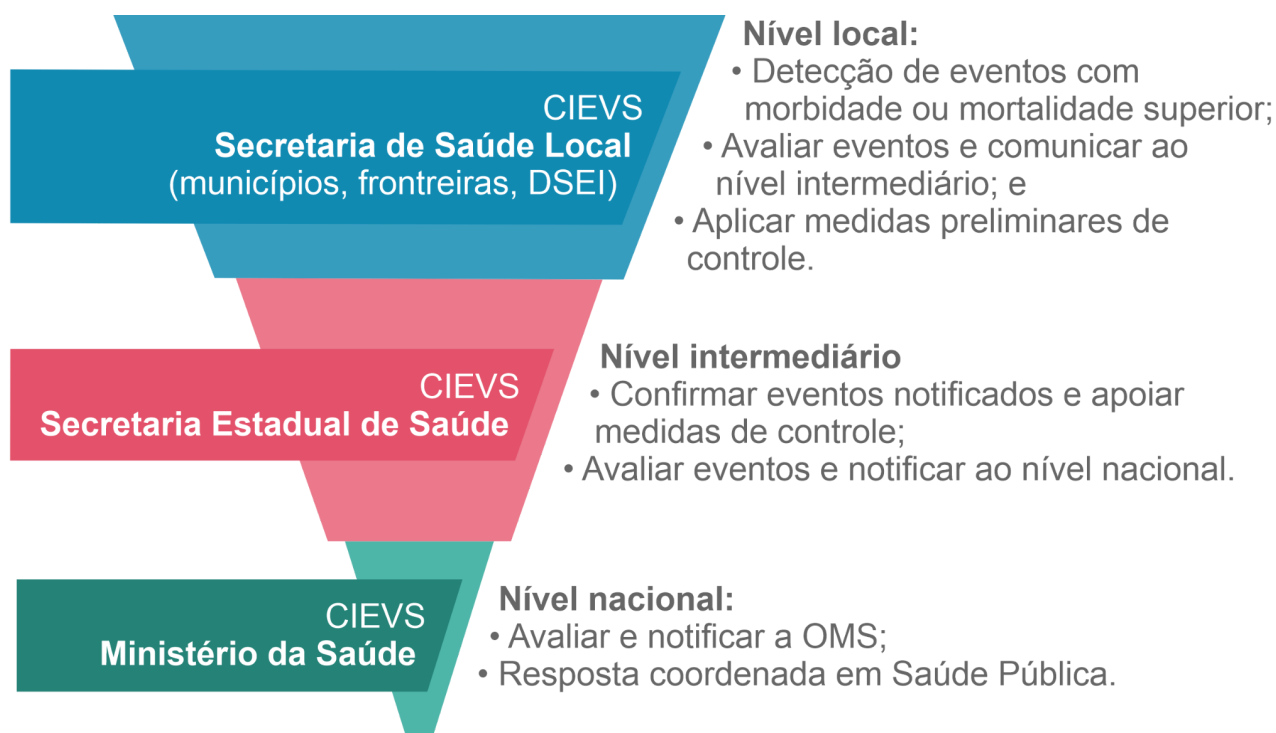 CIEVS
Secretaria de Saúde Local
(municípios, frontreiras, DSEI)
Nível local:
• Detecção de eventos com
morbidade ou mortalidade superior;
• Avaliar eventos e comunicar ao
nível intermediário; e
• Aplicar medidas preliminares de
controle.
CIEVS
Secretaria Estadual de Saúde
Nível intermediário
• Confirmar eventos notificados e apoiar
medidas de controle;
• Avaliar eventos e notificar ao nível nacional.
CIEVS
Ministério da Saúde
Nível nacional:
• Avaliar e notificar a OMS;
• Resposta coordenada em Saúde Pública.